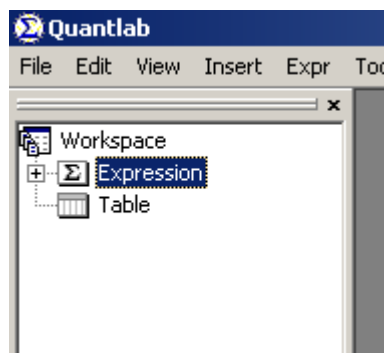 Quantlab
File Edit View Insert Expr
Workspace
Expression
Table